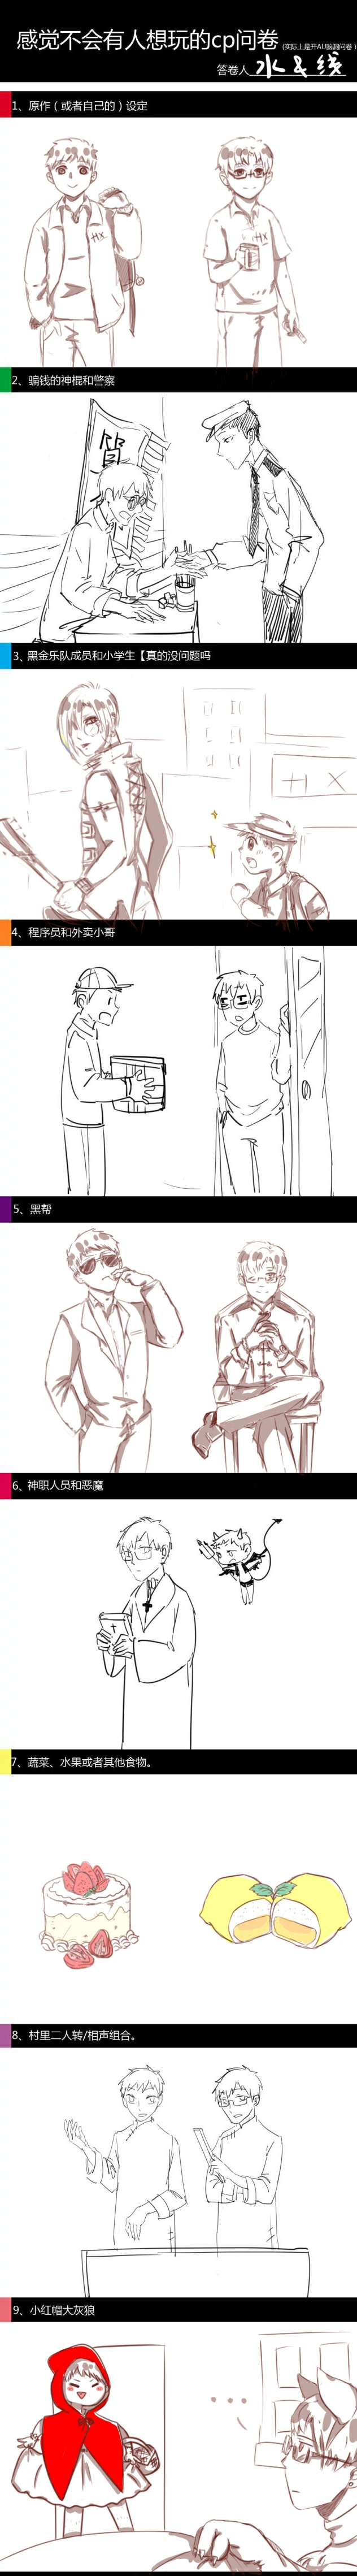 感觉不会有人想玩的cp问卷 (实际上是开AU脑洞问卷)
答卷人 水&线
1、原作（或者自己的）设定
HX
HX
2、骗钱的神棍和警察
3、黑金乐队成员和小学生【真的没问题吗
+ X
4、程序员和外卖小哥
5、黑帮
6、神职人员和恶魔
7、蔬菜、水果或者其他食物。
8、村里二人转/相声组合。
9、小红帽大灰狼